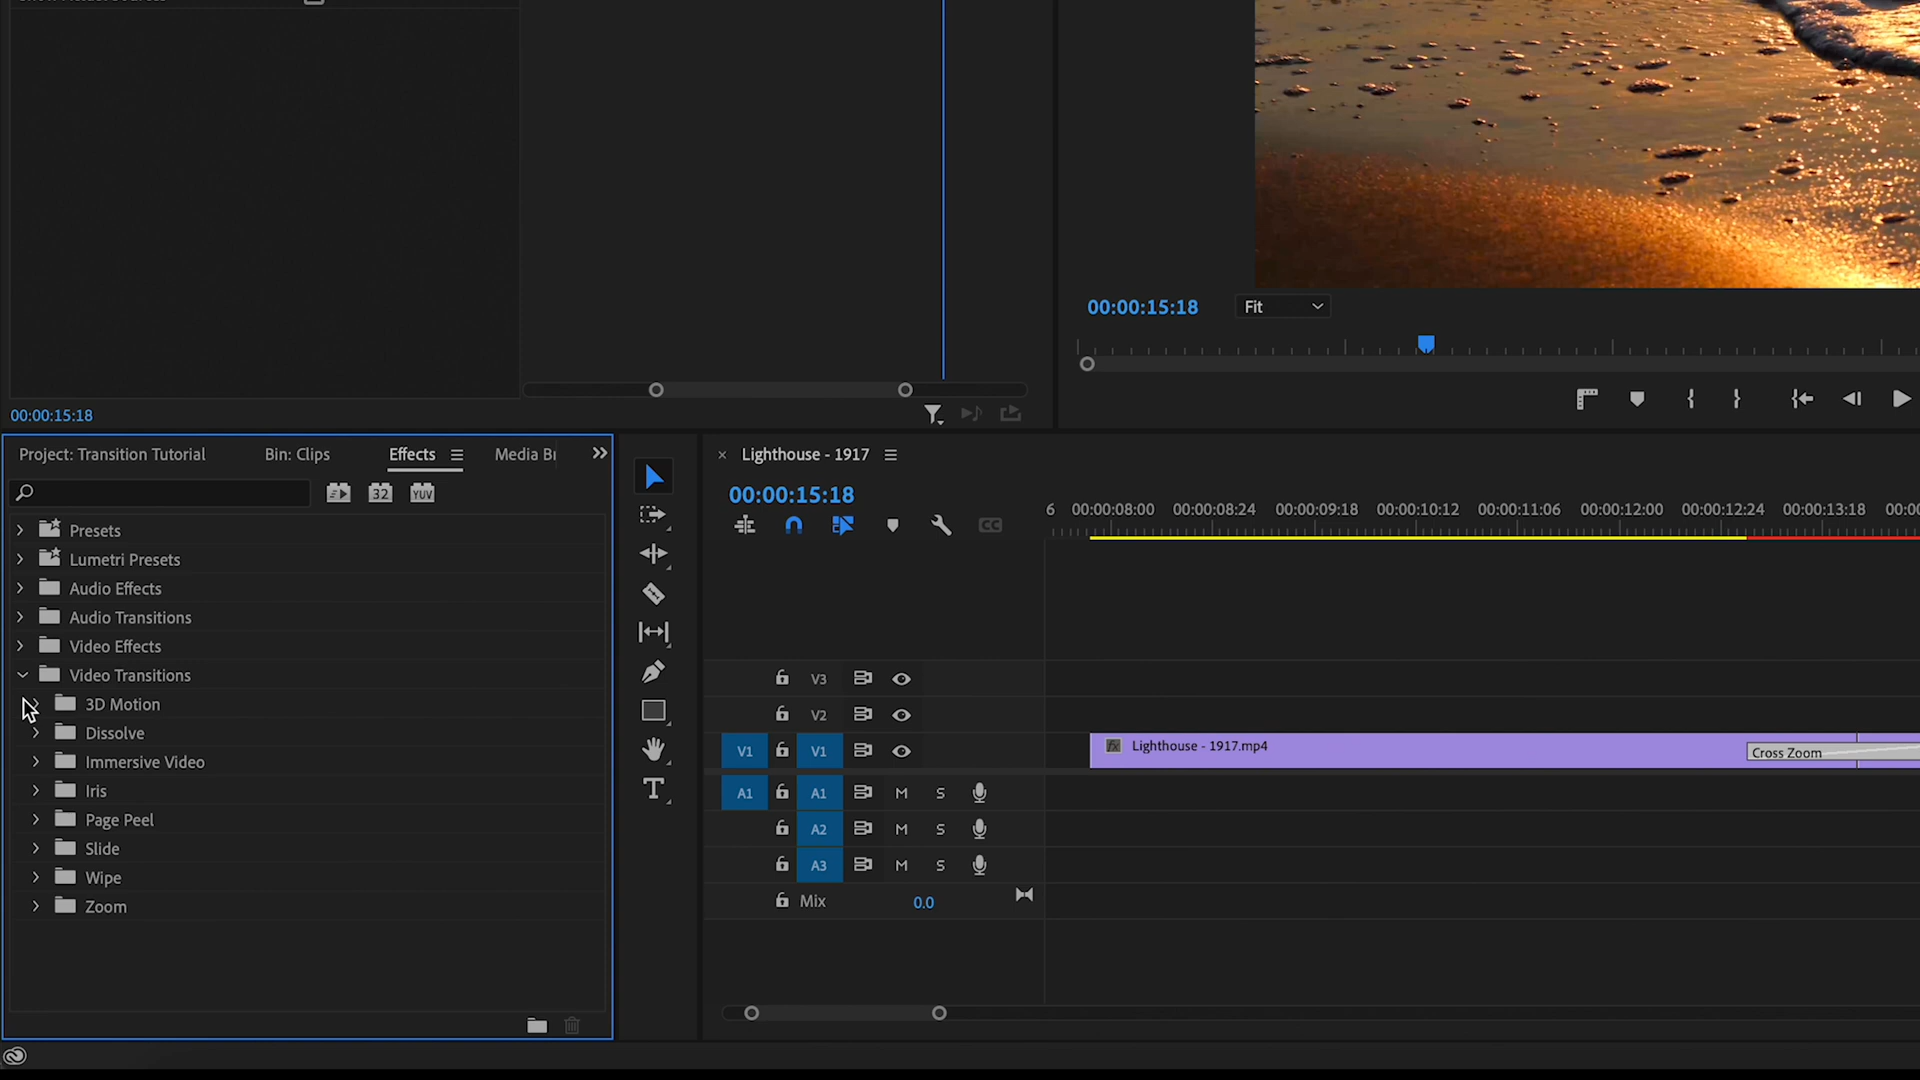 00:00:15:18
Fit
00:00:15:18
Project: Transition Tutorial
Bin: Clips
Effects
Media Br
32
YUV
Presets
Lumetri Presets
Audio Effects
Audio Transitions
Video Effects
Video Transitions
3D Motion
Dissolve
Immersive Video
Iris
Page Peel
Slide
Wipe
Zoom
T
× Lighthouse - 1917
00:00:15:18
CC
6 00:00:08:00 00:00:08:24 00:00:09:18 00:00:10:12 00:00:11:06 00:00:12:00 00:00:12:24 00:00:13:18 00:00
V3
V2
V1 V1
fx Lighthouse - 1917.mp4
Cross Zoom
A1 A1 M S
A2 M S
A3 M S
Mix 0.0